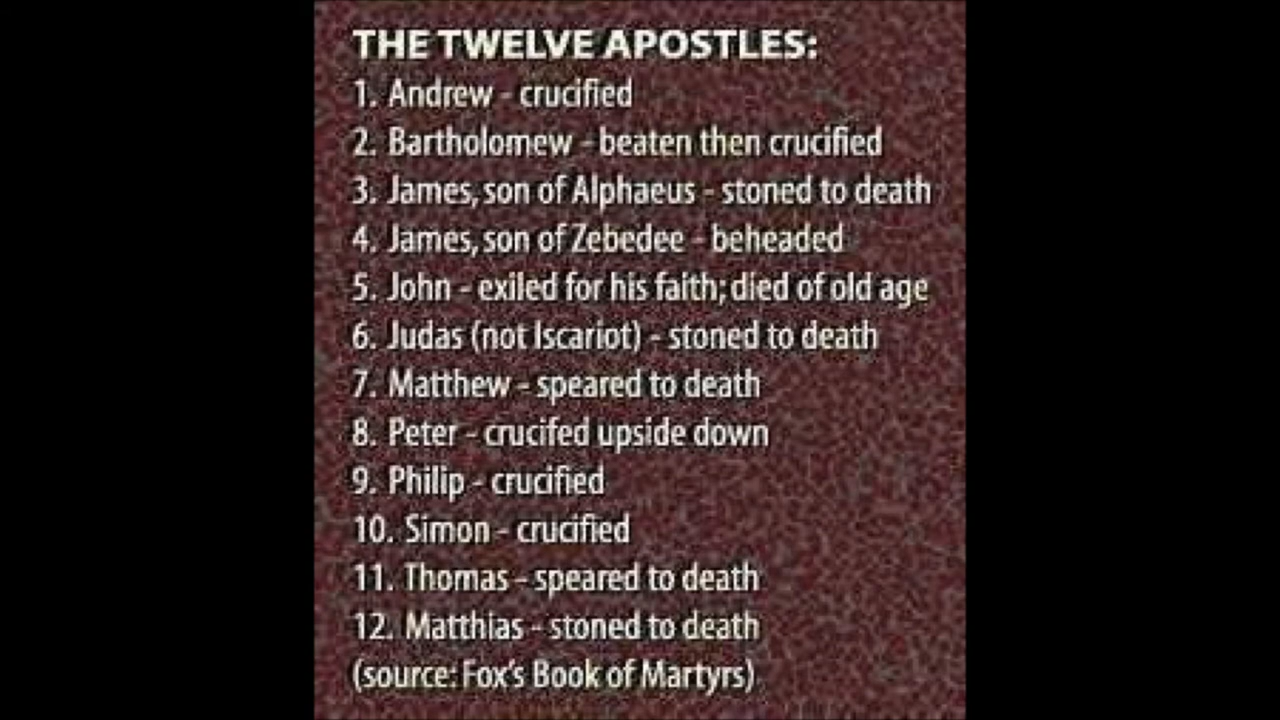 THE TWELVE APOSTLES:
1. Andrew - crucified
2. Bartholomew - beaten then crucified
3. James, son of Alphaeus - stoned to death
4. James, son of Zebedee - beheaded
5. John - exiled for his faith; died of old age
6. Judas (not Iscariot) - stoned to death
7. Matthew - speared to death
8. Peter - crucifed upside down
9. Philip - crucified
10. Simon - crucified
11. Thomas - speared to death
12. Matthias - stoned to death
(source: Fox's Book of Martyrs)